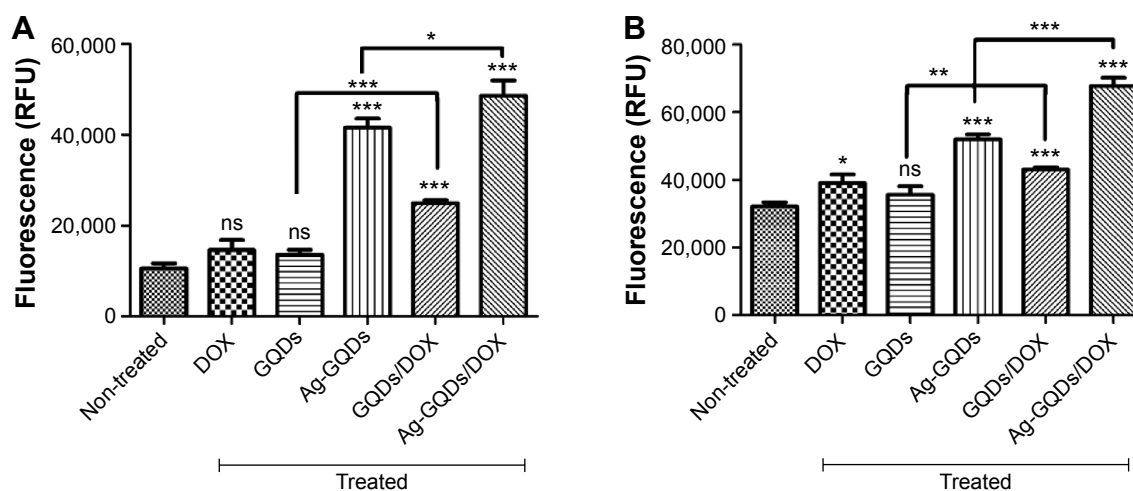 A
Fluorescence (RFU)
60,000
40,000
20,000
0
*
***
***
***
***
ns
ns
Non-treated
DOX
GQDs
Ag-GQDs
GQDs/DOX
Ag-GQDs/DOX
Treated
B
Fluorescence (RFU)
80,000
60,000
40,000
20,000
0
***
**
***
***
***
*
ns
Non-treated
DOX
GQDs
Ag-GQDs
GQDs/DOX
Ag-GQDs/DOX
Treated